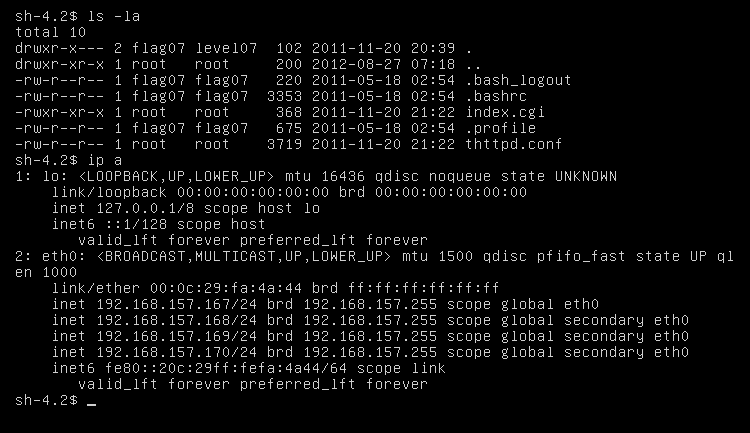 sh-4.2$ ls -la
total 10
drwxr-x--- 2 flag07 level07  102 2011-11-20 20:39 .
drwxr-xr-x 1 root   root     200 2012-08-27 07:18 ..
-rw-r--r-- 1 flag07 flag07   220 2011-05-18 02:54 .bash_logout
-rw-r--r-- 1 flag07 flag07  3353 2011-05-18 02:54 .bashrc
-rwxr-xr-x 1 root   root     368 2011-11-20 21:22 index.cgi
-rw-r--r-- 1 flag07 flag07   675 2011-05-18 02:54 .profile
-rw-r--r-- 1 root   root    3719 2011-11-20 21:22 thttpd.conf
sh-4.2$ ip a
1: lo: <LOOPBACK,UP,LOWER_UP> mtu 16436 qdisc noqueue state UNKNOWN
    link/loopback 00:00:00:00:00:00 brd 00:00:00:00:00:00
    inet 127.0.0.1/8 scope host lo
    inet6 ::1/128 scope host
       valid_lft forever preferred_lft forever
2: eth0: <BROADCAST,MULTICAST,UP,LOWER_UP> mtu 1500 qdisc pfifo_fast state UP ql
en 1000
    link/ether 00:0c:29:fa:4a:44 brd ff:ff:ff:ff:ff:ff
    inet 192.168.157.167/24 brd 192.168.157.255 scope global eth0
    inet 192.168.157.168/24 brd 192.168.157.255 scope global secondary eth0
    inet 192.168.157.169/24 brd 192.168.157.255 scope global secondary eth0
    inet 192.168.157.170/24 brd 192.168.157.255 scope global secondary eth0
    inet6 fe80::20c:29ff:fefa:4a44/64 scope link
       valid_lft forever preferred_lft forever
sh-4.2$ _